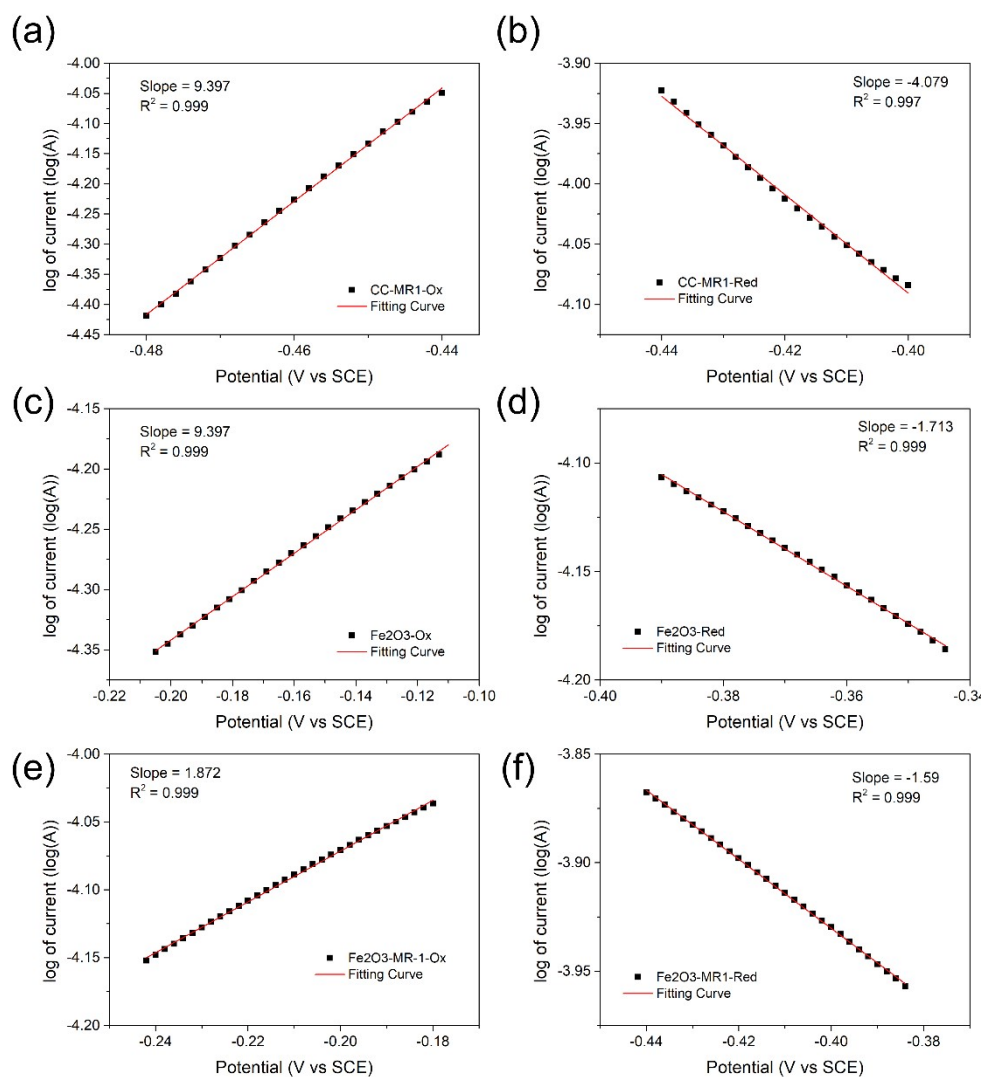 (a)
-4.00
-4.05
-4.10
-4.15
-4.20
-4.25
-4.30
-4.35
-4.40
-4.45
log of current (log(A))
Slope = 9.397
R² = 0.999
CC-MR1-Ox
Fitting Curve
-0.48
-0.46
-0.44
Potential (V vs SCE)
(b)
-3.90
-3.95
-4.00
-4.05
-4.10
log of current (log(A))
Slope = -4.079
R² = 0.997
CC-MR1-Red
Fitting Curve
-0.44
-0.42
-0.40
Potential (V vs SCE)
(c)
-4.15
-4.20
-4.25
-4.30
-4.35
log of current (log(A))
Slope = 9.397
R² = 0.999
Fe2O3-Ox
Fitting Curve
-0.22
-0.20
-0.18
-0.16
-0.14
-0.12
-0.10
Potential (V vs SCE)
(d)
-4.10
-4.15
-4.20
log of current (log(A))
Slope = -1.713
R² = 0.999
Fe2O3-Red
Fitting Curve
-0.40
-0.38
-0.36
-0.34
Potential (V vs SCE)
(e)
-4.00
-4.05
-4.10
-4.15
-4.20
log of current (log(A))
Slope = 1.872
R² = 0.999
Fe2O3-MR-1-Ox
Fitting Curve
-0.24
-0.22
-0.20
-0.18
Potential (V vs SCE)
(f)
-3.85
-3.90
-3.95
log of current (log(A))
Slope = -1.59
R² = 0.999
Fe2O3-MR1-Red
Fitting Curve
-0.44
-0.42
-0.40
-0.38
Potential (V vs SCE)